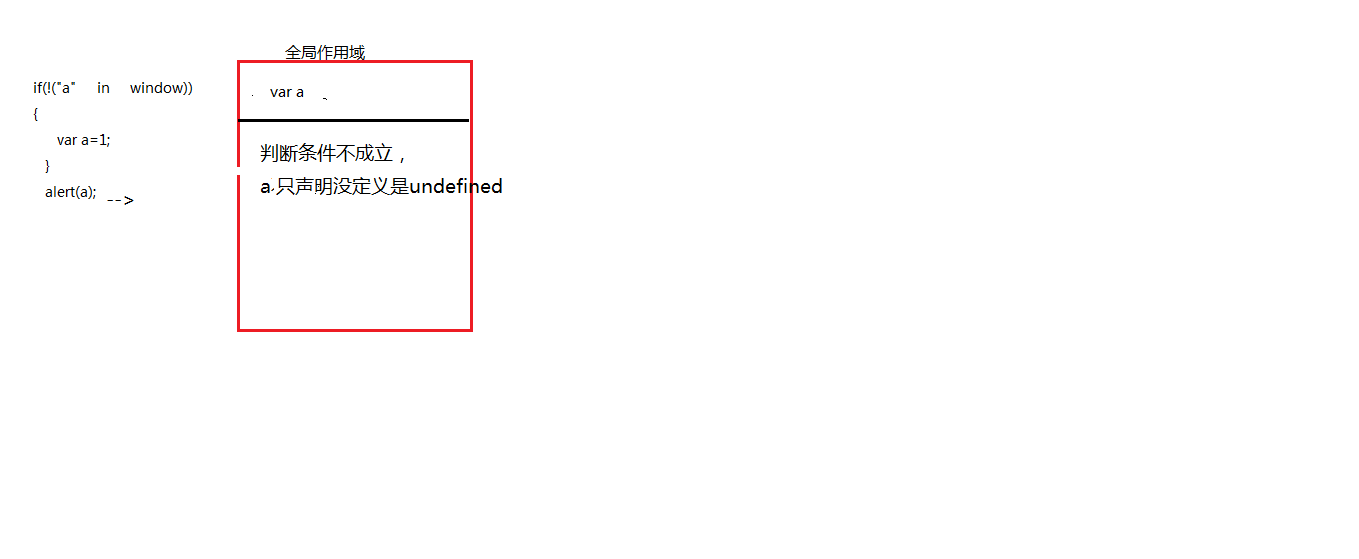 全局作用域
if(!("a" in window))
{
var a=1;
}
alert(a); -->
var a
判断条件不成立，
a 只声明没定义是undefined